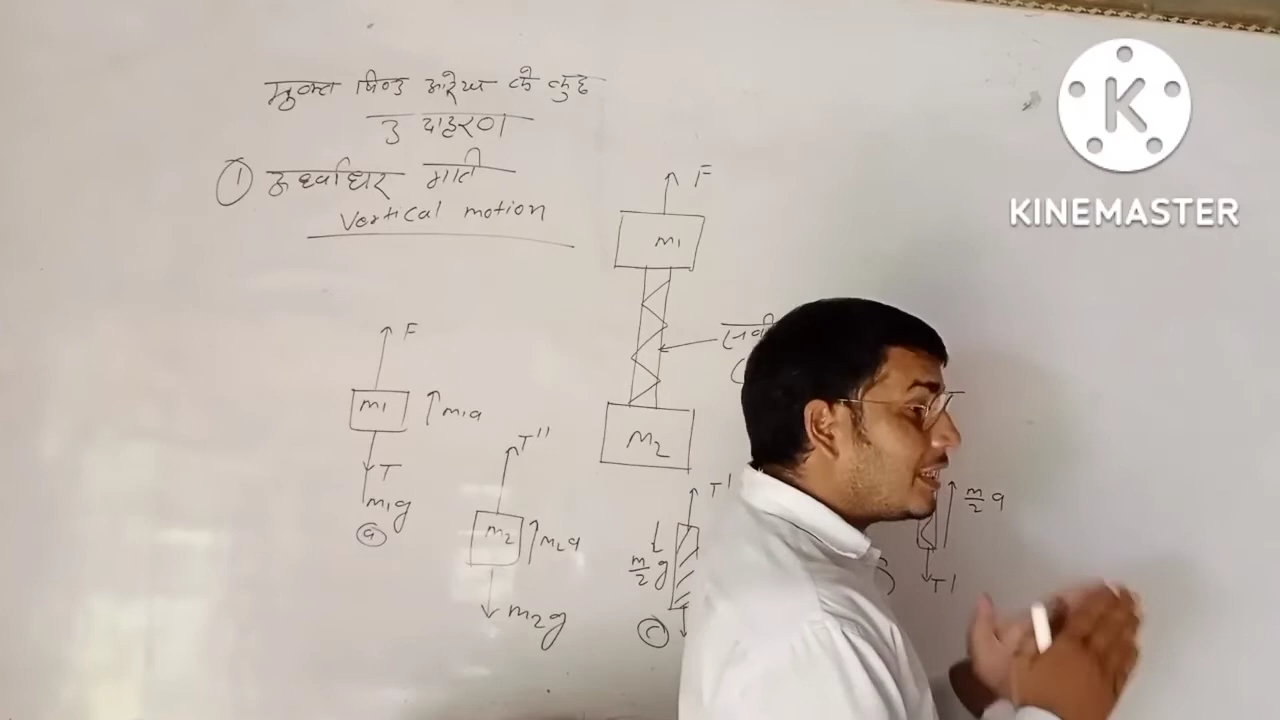 मुक्त पिण्ड आरेख के कुछ
उदाहरण
① ऊर्ध्वाधर गति
Vertical motion
F
m1
M2
F
m1
m1a
T
m1g
a
T''
m2
m2a
m2g
T'
m/2 g
c
m/2 a
T'
K
KINEMASTER